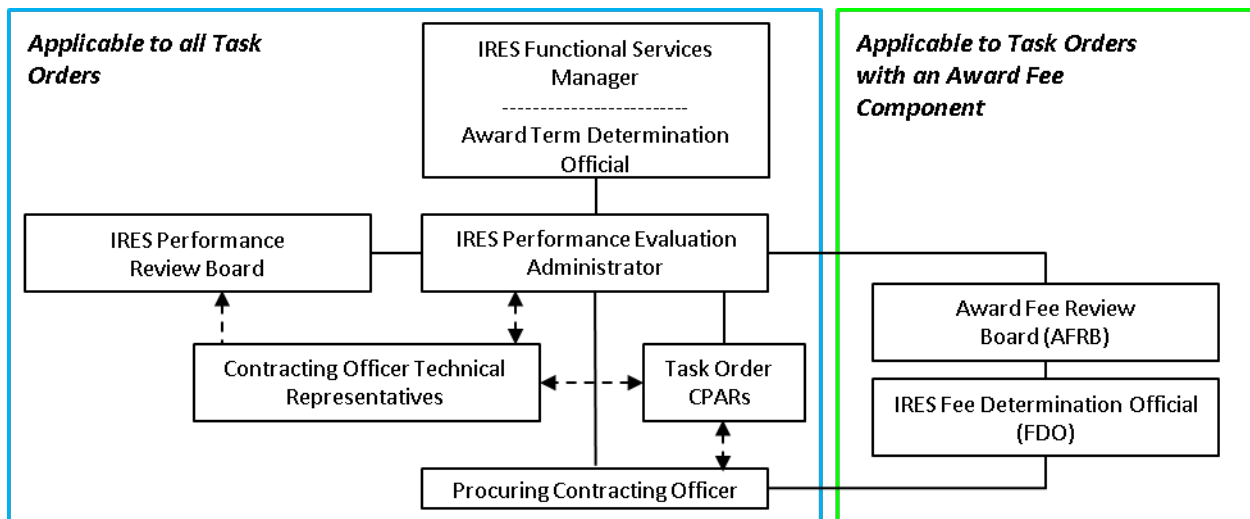 Applicable to all Task
Orders
IRES Functional Services
Manager
-------------------------
Award Term Determination
Official
Applicable to Task Orders
with an Award Fee
Component
IRES Performance
Review Board
IRES Performance Evaluation
Administrator
Award Fee Review
Board (AFRB)
Contracting Officer Technical
Representatives
Task Order
CPARs
IRES Fee Determination Official
(FDO)
Procuring Contracting Officer